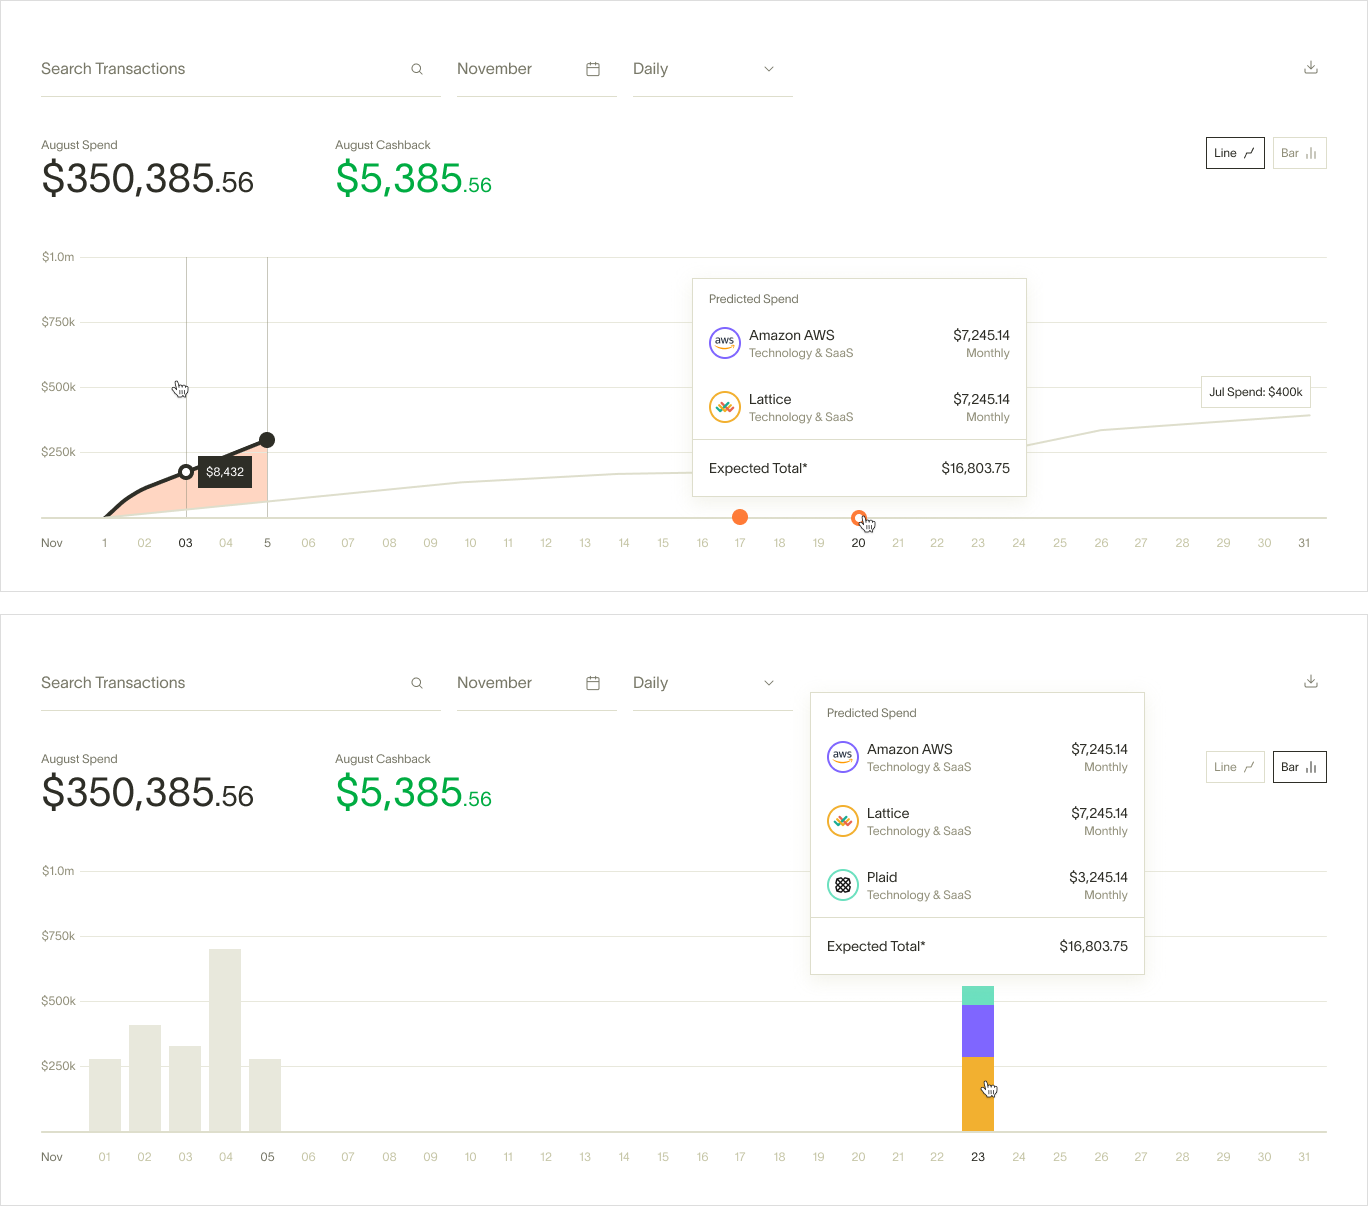 Search Transactions
November
Daily
August Spend
August Cashback
$350,385.56
$5,385.56
Line
Bar
$1.0m
$750k
$500k
$250k
$8,432
Predicted Spend
aws
Amazon AWS
$7,245.14
Technology & SaaS
Monthly
Lattice
$7,245.14
Technology & SaaS
Monthly
Expected Total*
$16,803.75
Jul Spend: $400k
Nov 1 02 03 04 5 06 07 08 09 10 11 12 13 14 15 16 17 18 19 20 21 22 23 24 25 26 27 28 29 30 31
Search Transactions
November
Daily
August Spend
August Cashback
$350,385.56
$5,385.56
Line
Bar
Predicted Spend
aws
Amazon AWS
$7,245.14
Technology & SaaS
Monthly
Lattice
$7,245.14
Technology & SaaS
Monthly
Plaid
$3,245.14
Technology & SaaS
Monthly
Expected Total*
$16,803.75
$1.0m
$750k
$500k
$250k
Nov 01 02 03 04 05 06 07 08 09 10 11 12 13 14 15 16 17 18 19 20 21 22 23 24 25 26 27 28 29 30 31